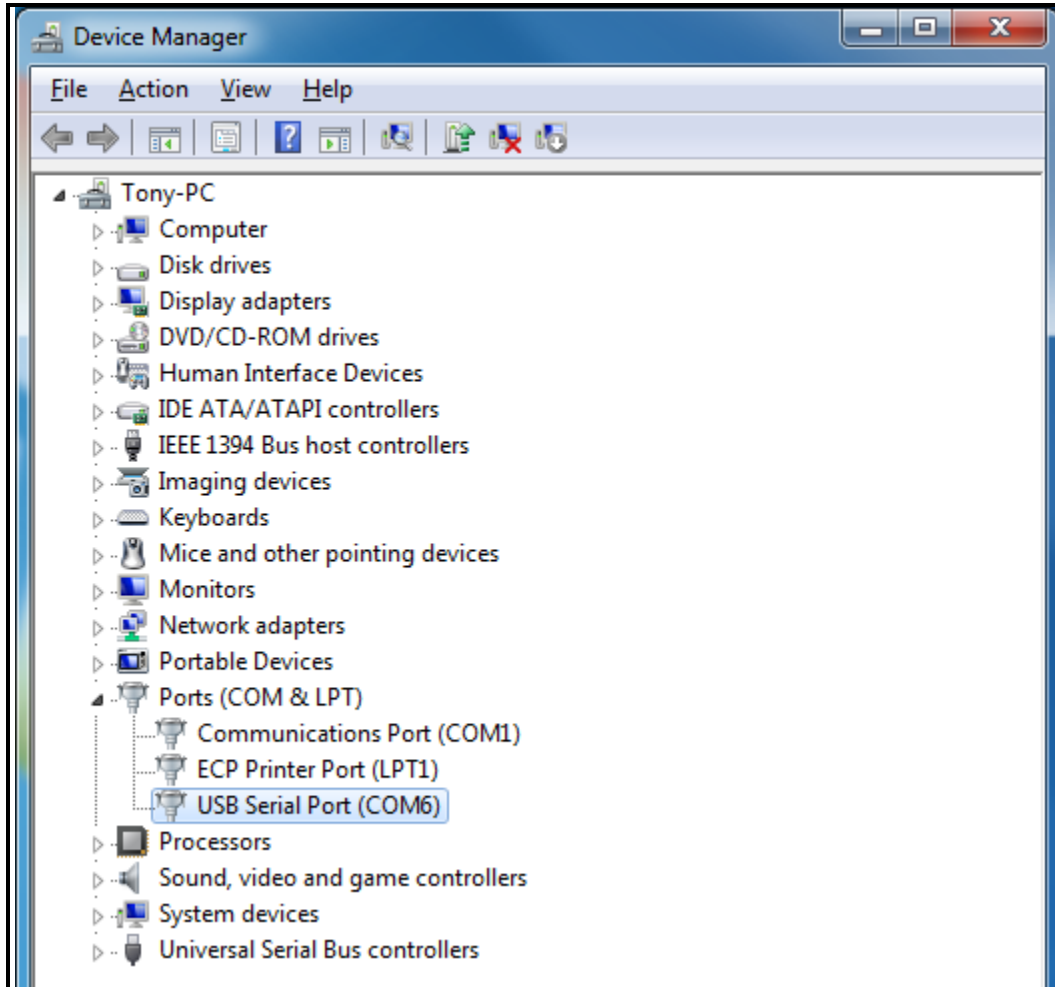 Device Manager
File Action View Help
?
Tony-PC
Computer
Disk drives
Display adapters
DVD/CD-ROM drives
Human Interface Devices
IDE ATA/ATAPI controllers
IEEE 1394 Bus host controllers
Imaging devices
Keyboards
Mice and other pointing devices
Monitors
Network adapters
Portable Devices
Ports (COM & LPT)
Communications Port (COM1)
ECP Printer Port (LPT1)
USB Serial Port (COM6)
Processors
Sound, video and game controllers
System devices
Universal Serial Bus controllers